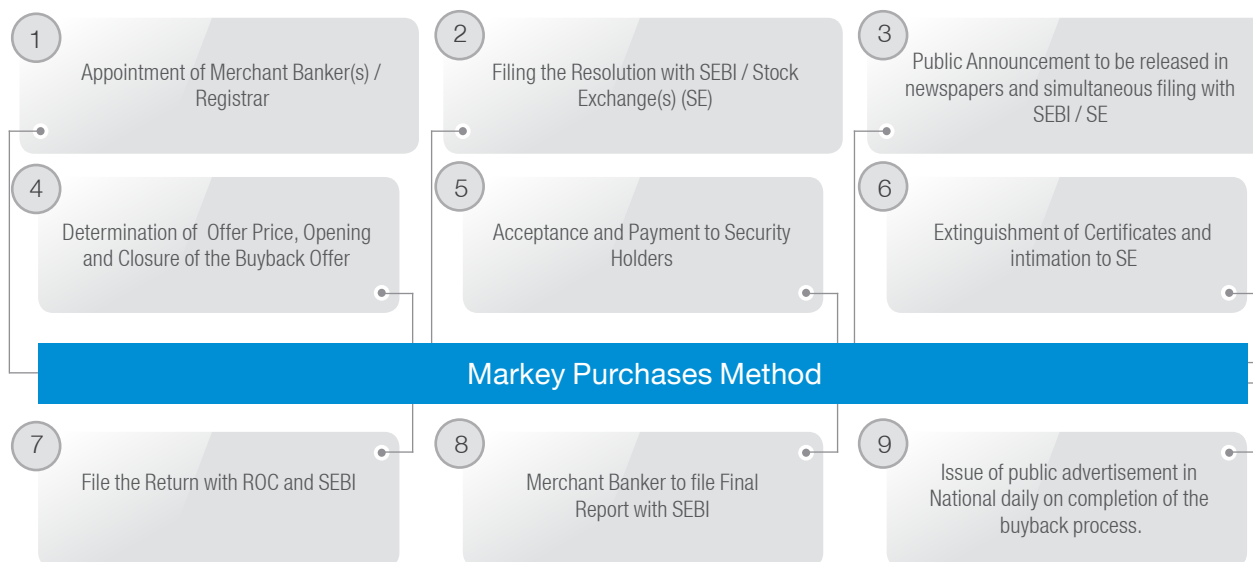 1
Appointment of Merchant Banker(s) /
Registrar
2
Filing the Resolution with SEBI / Stock
Exchange(s) (SE)
3
Public Announcement to be released in
newspapers and simultaneous filing with
SEBI / SE
4
Determination of Offer Price, Opening
and Closure of the Buyback Offer
5
Acceptance and Payment to Security
Holders
6
Extinguishment of Certificates and
intimation to SE
Markey Purchases Method
7
File the Return with ROC and SEBI
8
Merchant Banker to file Final
Report with SEBI
9
Issue of public advertisement in
National daily on completion of the
buyback process.